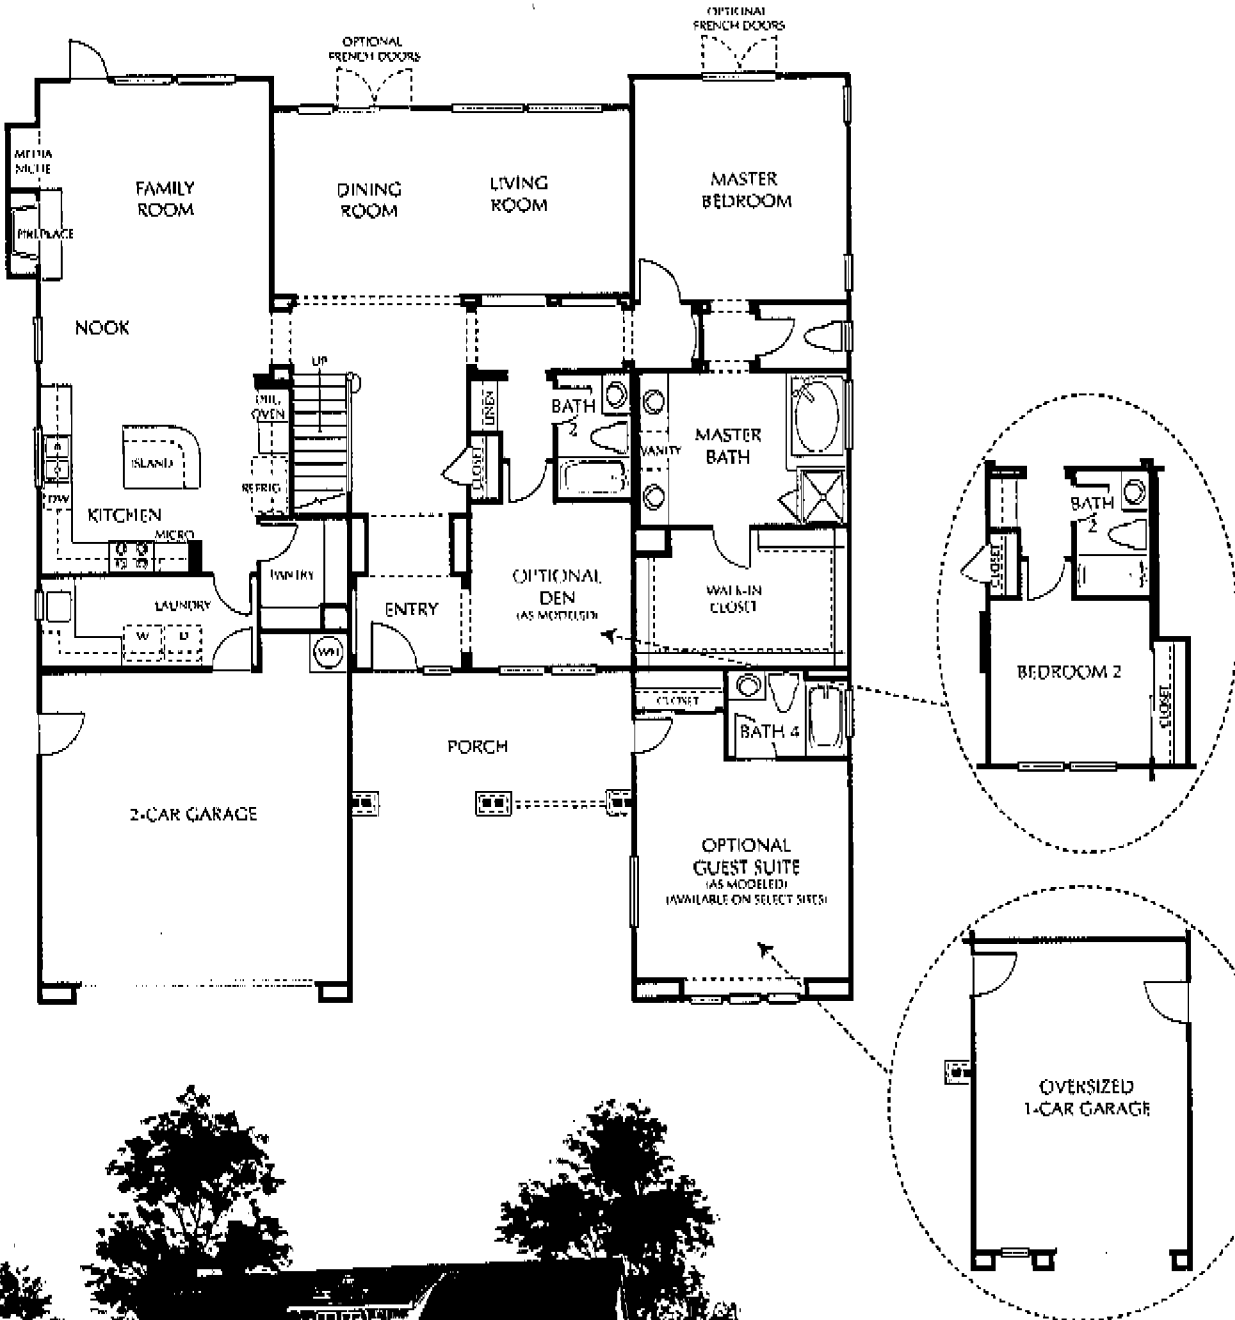 OPTIONAL
FRENCH DOORS
OPTIONAL
FRENCH DOORS
MEDIA
NICHE
FAMILY
ROOM
DINING
ROOM
LIVING
ROOM
MASTER
BEDROOM
FIREPLACE
NOOK
UP
DBL.
OVEN
LINEN
BATH
2
VANITY
MASTER
BATH
ISLAND
REFRIG.
CLOSET
DW
KITCHEN
MICRO
PANTRY
LAUNDRY
W
D
WH
ENTRY
OPTIONAL
DEN
(AS MODELED)
WALK-IN
CLOSET
CLOSET
BATH 4
PORCH
2-CAR GARAGE
OPTIONAL
GUEST SUITE
(AS MODELED)
(AVAILABLE ON SELECT SITES)
BATH
2
CLOSET
BEDROOM 2
CLOSET
OVERSIZED
1-CAR GARAGE